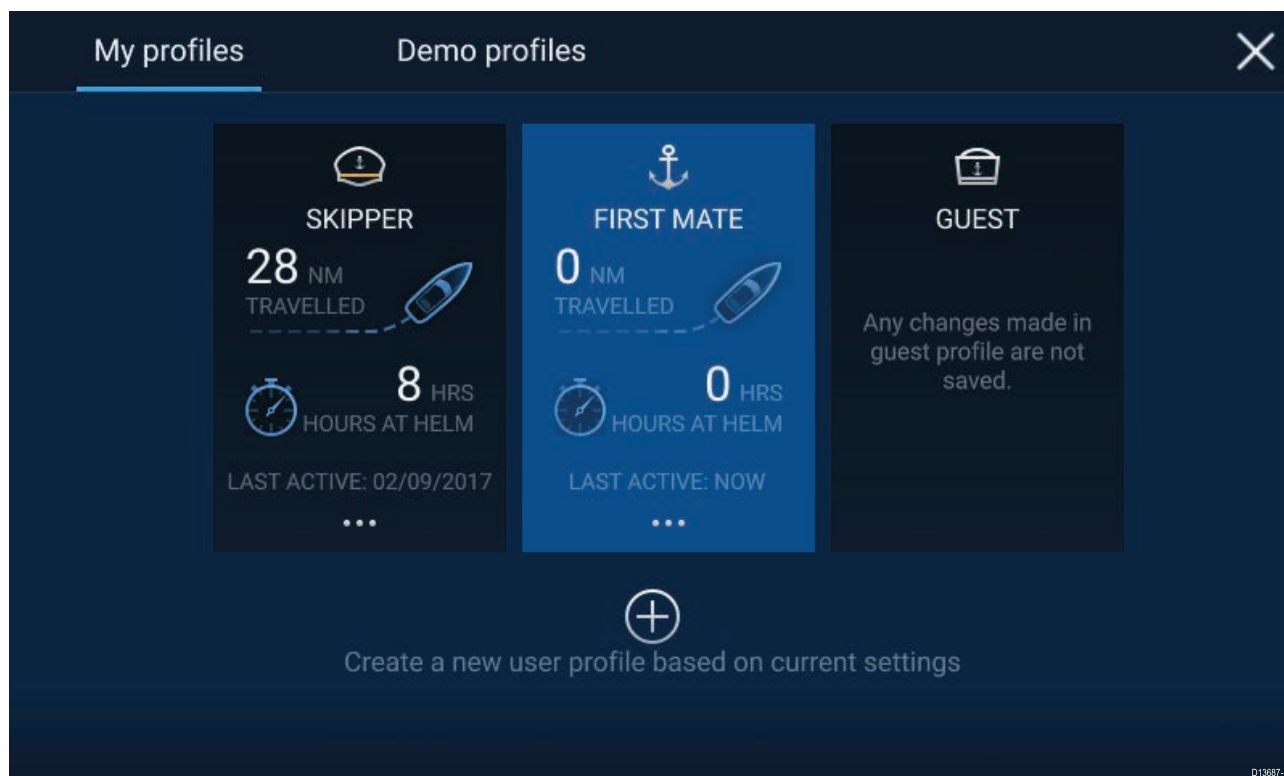 My profiles
Demo profiles
SKIPPER
28 NM
TRAVELLED
8 HRS
HOURS AT HELM
LAST ACTIVE: 02/09/2017
FIRST MATE
0 NM
TRAVELLED
0 HRS
HOURS AT HELM
LAST ACTIVE: NOW
GUEST
Any changes made in
guest profile are not
saved.
Create a new user profile based on current settings
D13687-